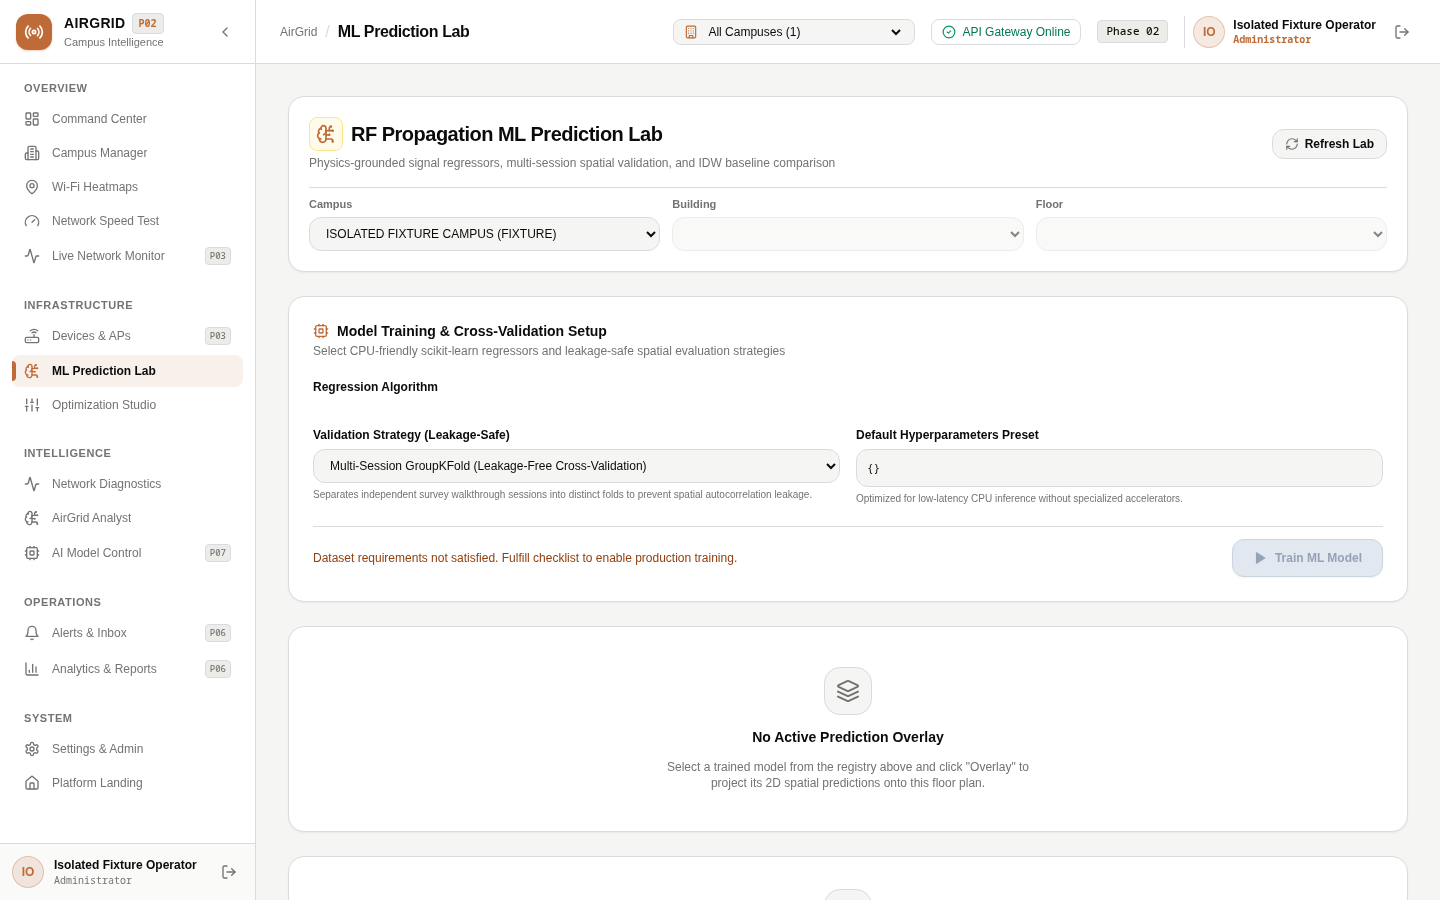 AIRGRID P02
Campus Intelligence
AirGrid / ML Prediction Lab
All Campuses (1)
API Gateway Online
Phase 02
IO
Isolated Fixture Operator
Administrator
OVERVIEW
Command Center
Campus Manager
Wi-Fi Heatmaps
Network Speed Test
Live Network Monitor P03
INFRASTRUCTURE
Devices & APs P03
ML Prediction Lab
Optimization Studio
INTELLIGENCE
Network Diagnostics
AirGrid Analyst
AI Model Control P07
OPERATIONS
Alerts & Inbox P06
Analytics & Reports P06
SYSTEM
Settings & Admin
Platform Landing
IO
Isolated Fixture Operator
Administrator
RF Propagation ML Prediction Lab
Physics-grounded signal regressors, multi-session spatial validation, and IDW baseline comparison
Refresh Lab
Campus
Building
Floor
ISOLATED FIXTURE CAMPUS (FIXTURE)
Model Training & Cross-Validation Setup
Select CPU-friendly scikit-learn regressors and leakage-safe spatial evaluation strategies
Regression Algorithm
Validation Strategy (Leakage-Safe)
Multi-Session GroupKFold (Leakage-Free Cross-Validation)
Separates independent survey walkthrough sessions into distinct folds to prevent spatial autocorrelation leakage.
Default Hyperparameters Preset
{}
Optimized for low-latency CPU inference without specialized accelerators.
Dataset requirements not satisfied. Fulfill checklist to enable production training.
Train ML Model
No Active Prediction Overlay
Select a trained model from the registry above and click "Overlay" to
project its 2D spatial predictions onto this floor plan.